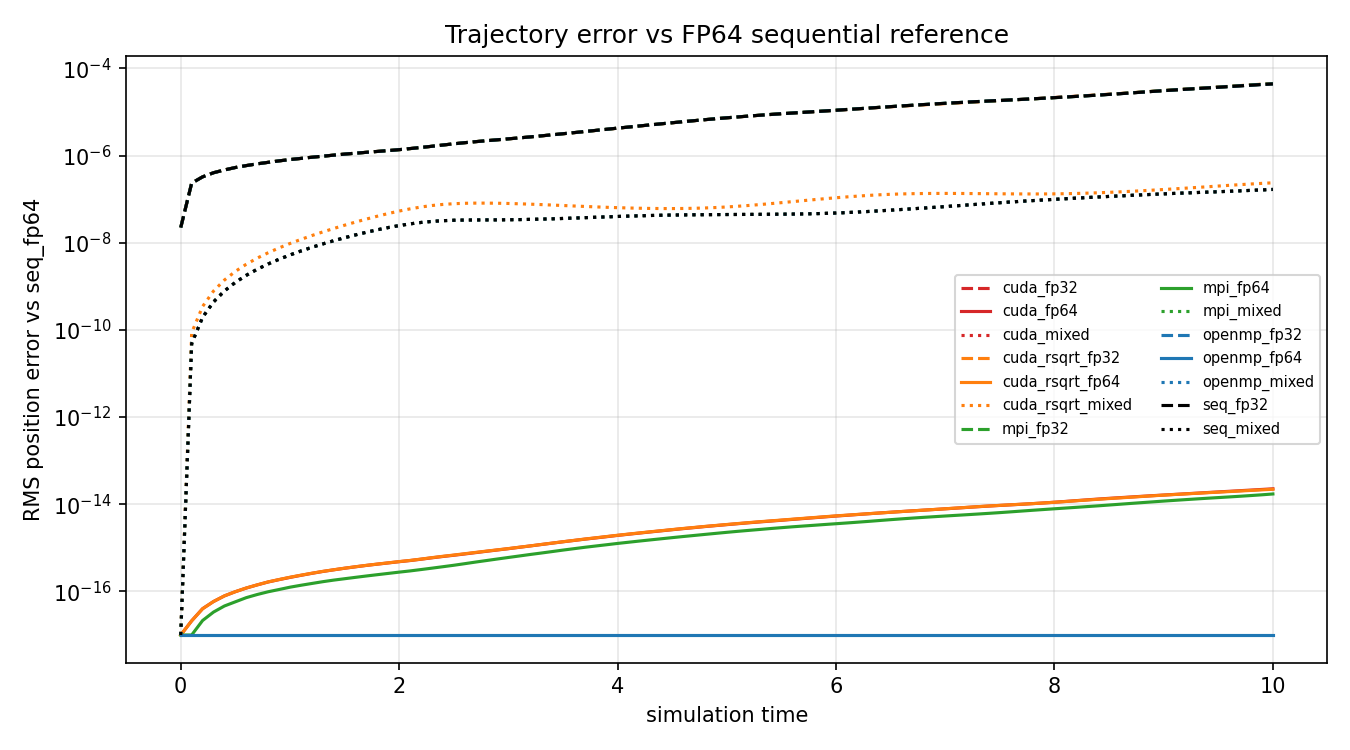 Trajectory error vs FP64 sequential reference
RMS position error vs seq_fp64
10⁻⁴
10⁻⁶
10⁻⁸
10⁻¹⁰
10⁻¹²
10⁻¹⁴
10⁻¹⁶
cuda_fp32
cuda_fp64
cuda_mixed
cuda_rsqrt_fp32
cuda_rsqrt_fp64
cuda_rsqrt_mixed
mpi_fp32
mpi_fp64
mpi_mixed
openmp_fp32
openmp_fp64
openmp_mixed
seq_fp32
seq_mixed
0 2 4 6 8 10
simulation time